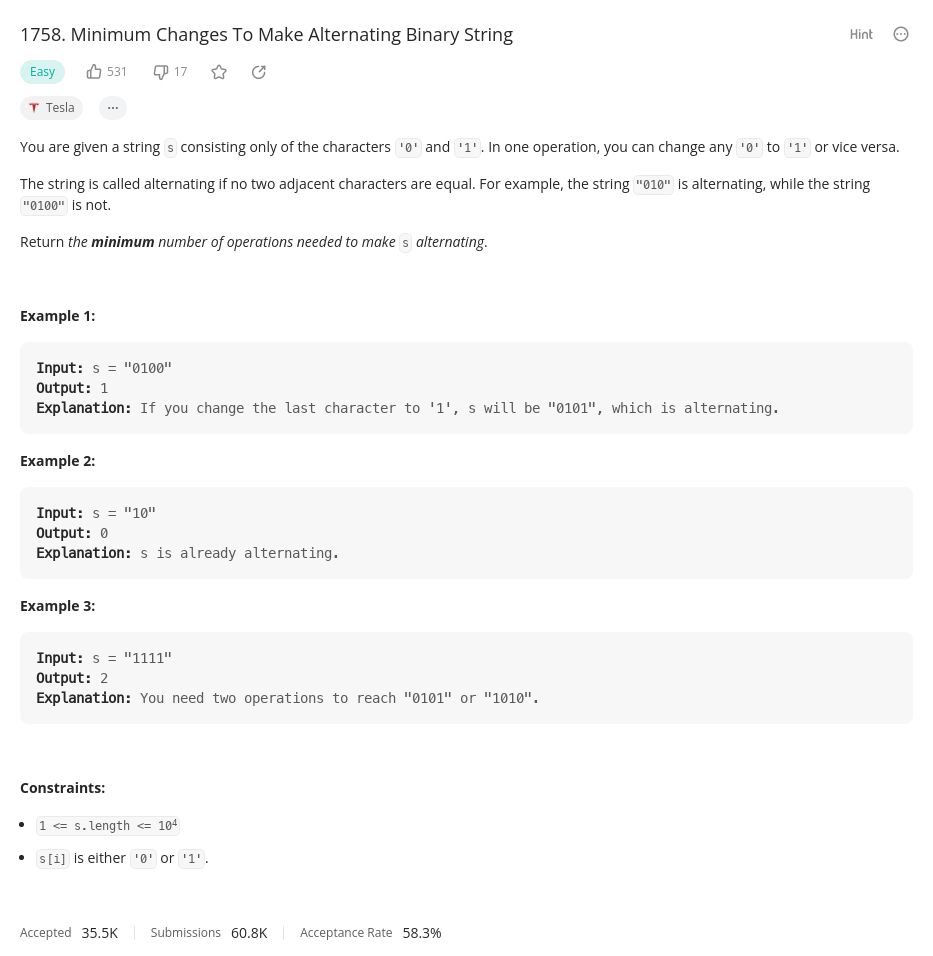 1758. Minimum Changes To Make Alternating Binary String
Hint
Easy 531 17
Tesla ...
You are given a string s consisting only of the characters '0' and '1'. In one operation, you can change any '0' to '1' or vice versa.
The string is called alternating if no two adjacent characters are equal. For example, the string "010" is alternating, while the string
"0100" is not.
Return the minimum number of operations needed to make s alternating.
Example 1:
Input: s = "0100"
Output: 1
Explanation: If you change the last character to '1', s will be "0101", which is alternating.
Example 2:
Input: s = "10"
Output: 0
Explanation: s is already alternating.
Example 3:
Input: s = "1111"
Output: 2
Explanation: You need two operations to reach "0101" or "1010".
Constraints:
• 1 <= s.length <= 10⁴
• s[i] is either '0' or '1'.
Accepted 35.5K Submissions 60.8K Acceptance Rate 58.3%